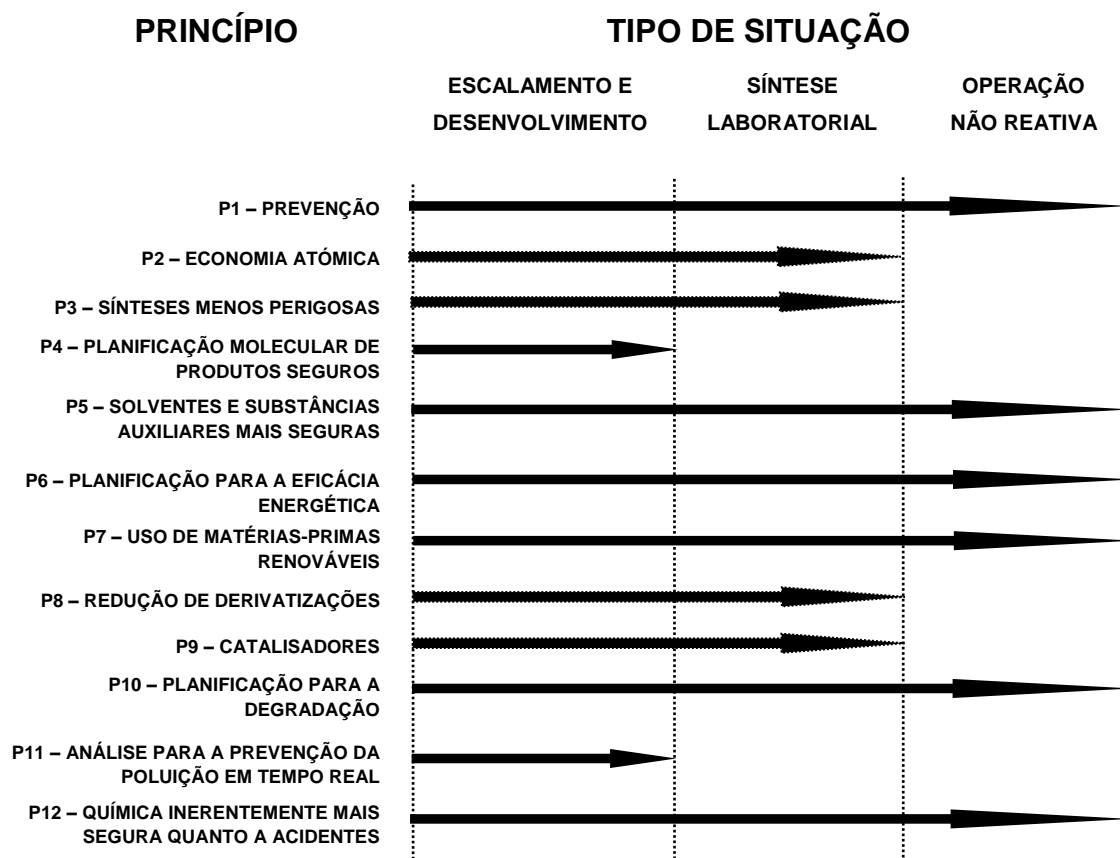 PRINCÍPIO
TIPO DE SITUAÇÃO
ESCALAMENTO E
DESENVOLVIMENTO
SÍNTESE
LABORATORIAL
OPERAÇÃO
NÃO REATIVA
P1 – PREVENÇÃO
P2 – ECONOMIA ATÓMICA
P3 – SÍNTESES MENOS PERIGOSAS
P4 – PLANIFICAÇÃO MOLECULAR DE
PRODUTOS SEGUROS
P5 – SOLVENTES E SUBSTÂNCIAS
AUXILIARES MAIS SEGURAS
P6 – PLANIFICAÇÃO PARA A EFICÁCIA
ENERGÉTICA
P7 – USO DE MATÉRIAS-PRIMAS
RENOVÁVEIS
P8 – REDUÇÃO DE DERIVATIZAÇÕES
P9 – CATALISADORES
P10 – PLANIFICAÇÃO PARA A
DEGRADAÇÃO
P11 – ANÁLISE PARA A PREVENÇÃO DA
POLUIÇÃO EM TEMPO REAL
P12 – QUÍMICA INERENTEMENTE MAIS
SEGURA QUANTO A ACIDENTES